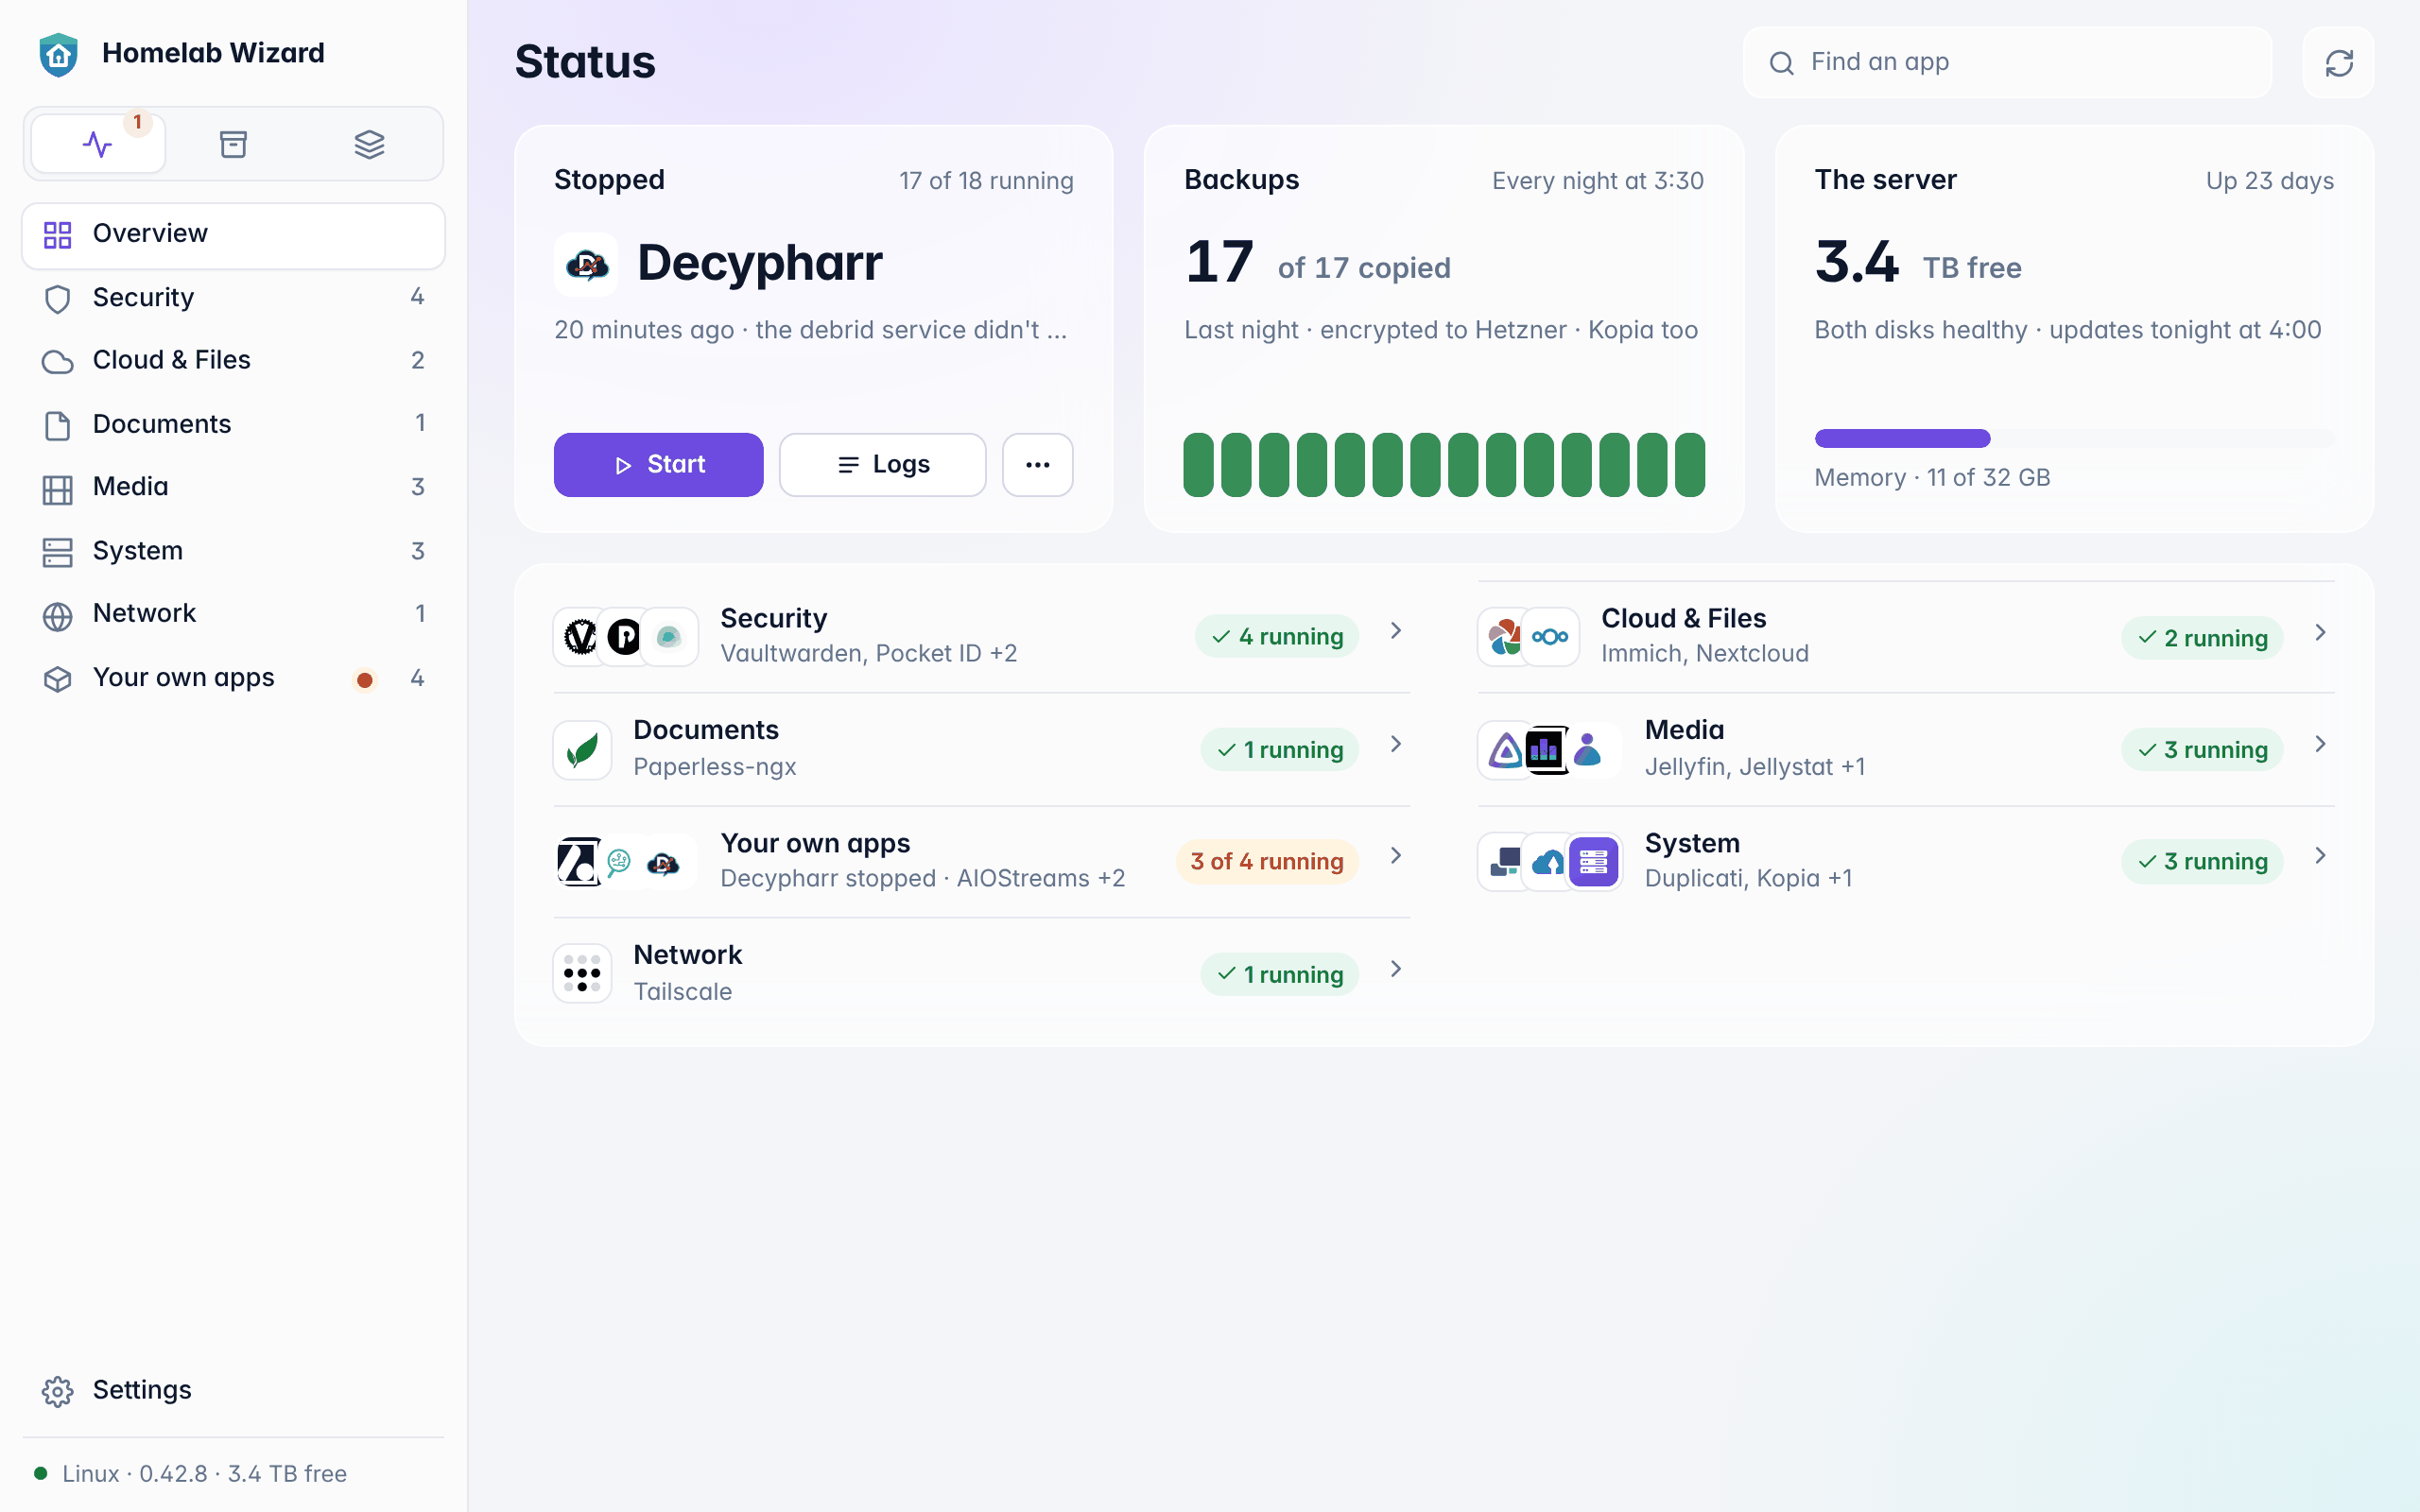 Homelab Wizard
1
Overview
Security 4
Cloud & Files 2
Documents 1
Media 3
System 3
Network 1
Your own apps 4
Settings
Linux · 0.42.8 · 3.4 TB free
Status
Find an app
Stopped 17 of 18 running
Decypharr
20 minutes ago · the debrid service didn't ...
Start Logs
Backups Every night at 3:30
17 of 17 copied
Last night · encrypted to Hetzner · Kopia too
The server Up 23 days
3.4 TB free
Both disks healthy · updates tonight at 4:00
Memory · 11 of 32 GB
Security
Vaultwarden, Pocket ID +2
4 running
Cloud & Files
Immich, Nextcloud
2 running
Documents
Paperless-ngx
1 running
Media
Jellyfin, Jellystat +1
3 running
Your own apps
Decypharr stopped · AIOStreams +2
3 of 4 running
System
Duplicati, Kopia +1
3 running
Network
Tailscale
1 running